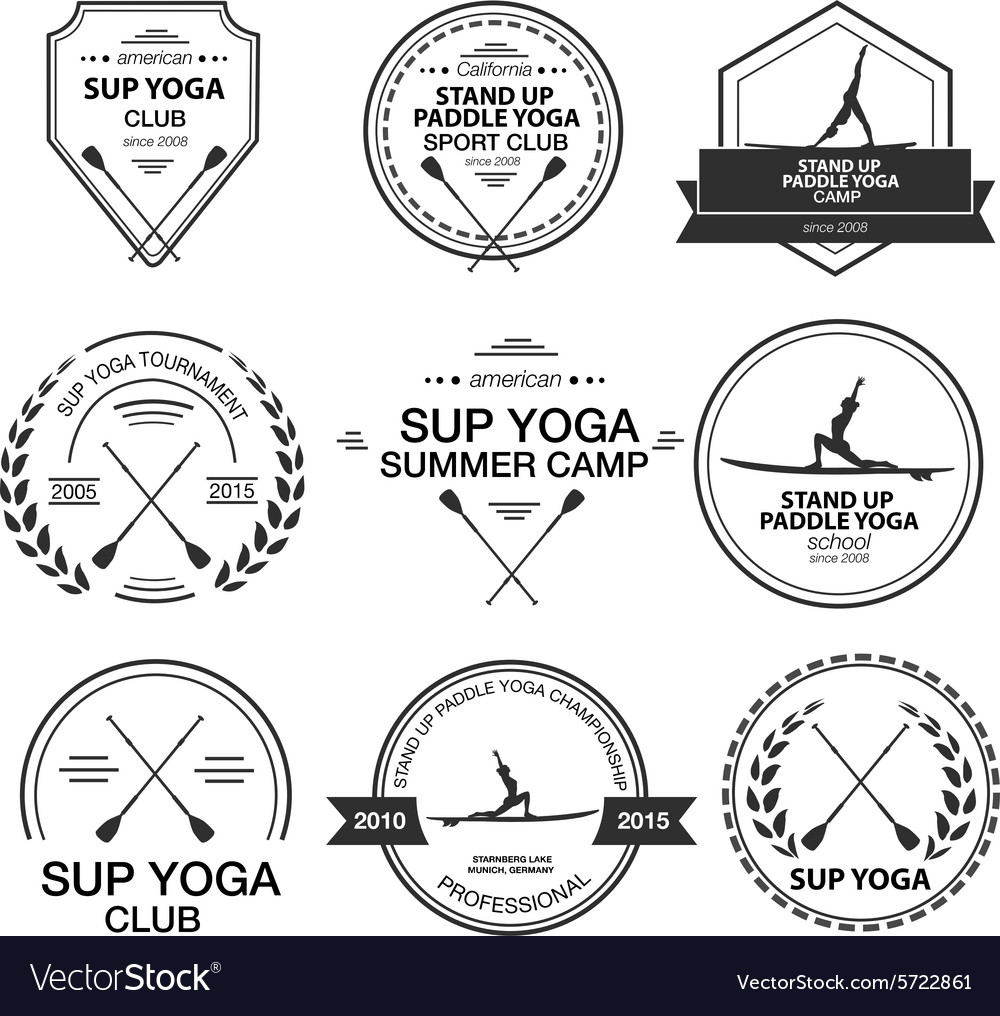 american
SUP YOGA
CLUB
since 2008
California
STAND UP
PADDLE YOGA
SPORT CLUB
since 2008
STAND UP
PADDLE YOGA
CAMP
since 2008
SUP YOGA TOURNAMENT
2005
2015
american
SUP YOGA
SUMMER CAMP
STAND UP
PADDLE YOGA
school
since 2008
SUP YOGA
CLUB
STAND UP PADDLE YOGA CHAMPIONSHIP
2010
2015
STARNBERG LAKE
MUNICH, GERMANY
PROFESSIONAL
SUP YOGA
VectorStock®
VectorStock.com/5722861